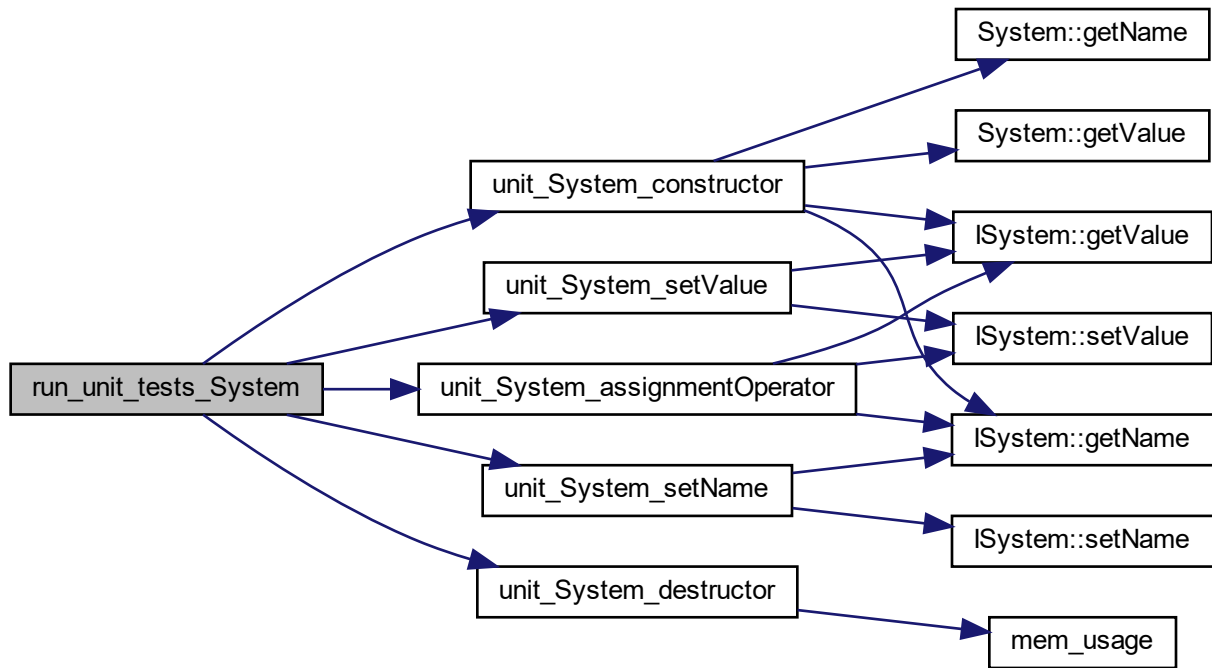 System::getName
System::getValue
unit_System_constructor
ISystem::getValue
unit_System_setValue
ISystem::setValue
run_unit_tests_System
unit_System_assignmentOperator
ISystem::getName
unit_System_setName
ISystem::setName
unit_System_destructor
mem_usage